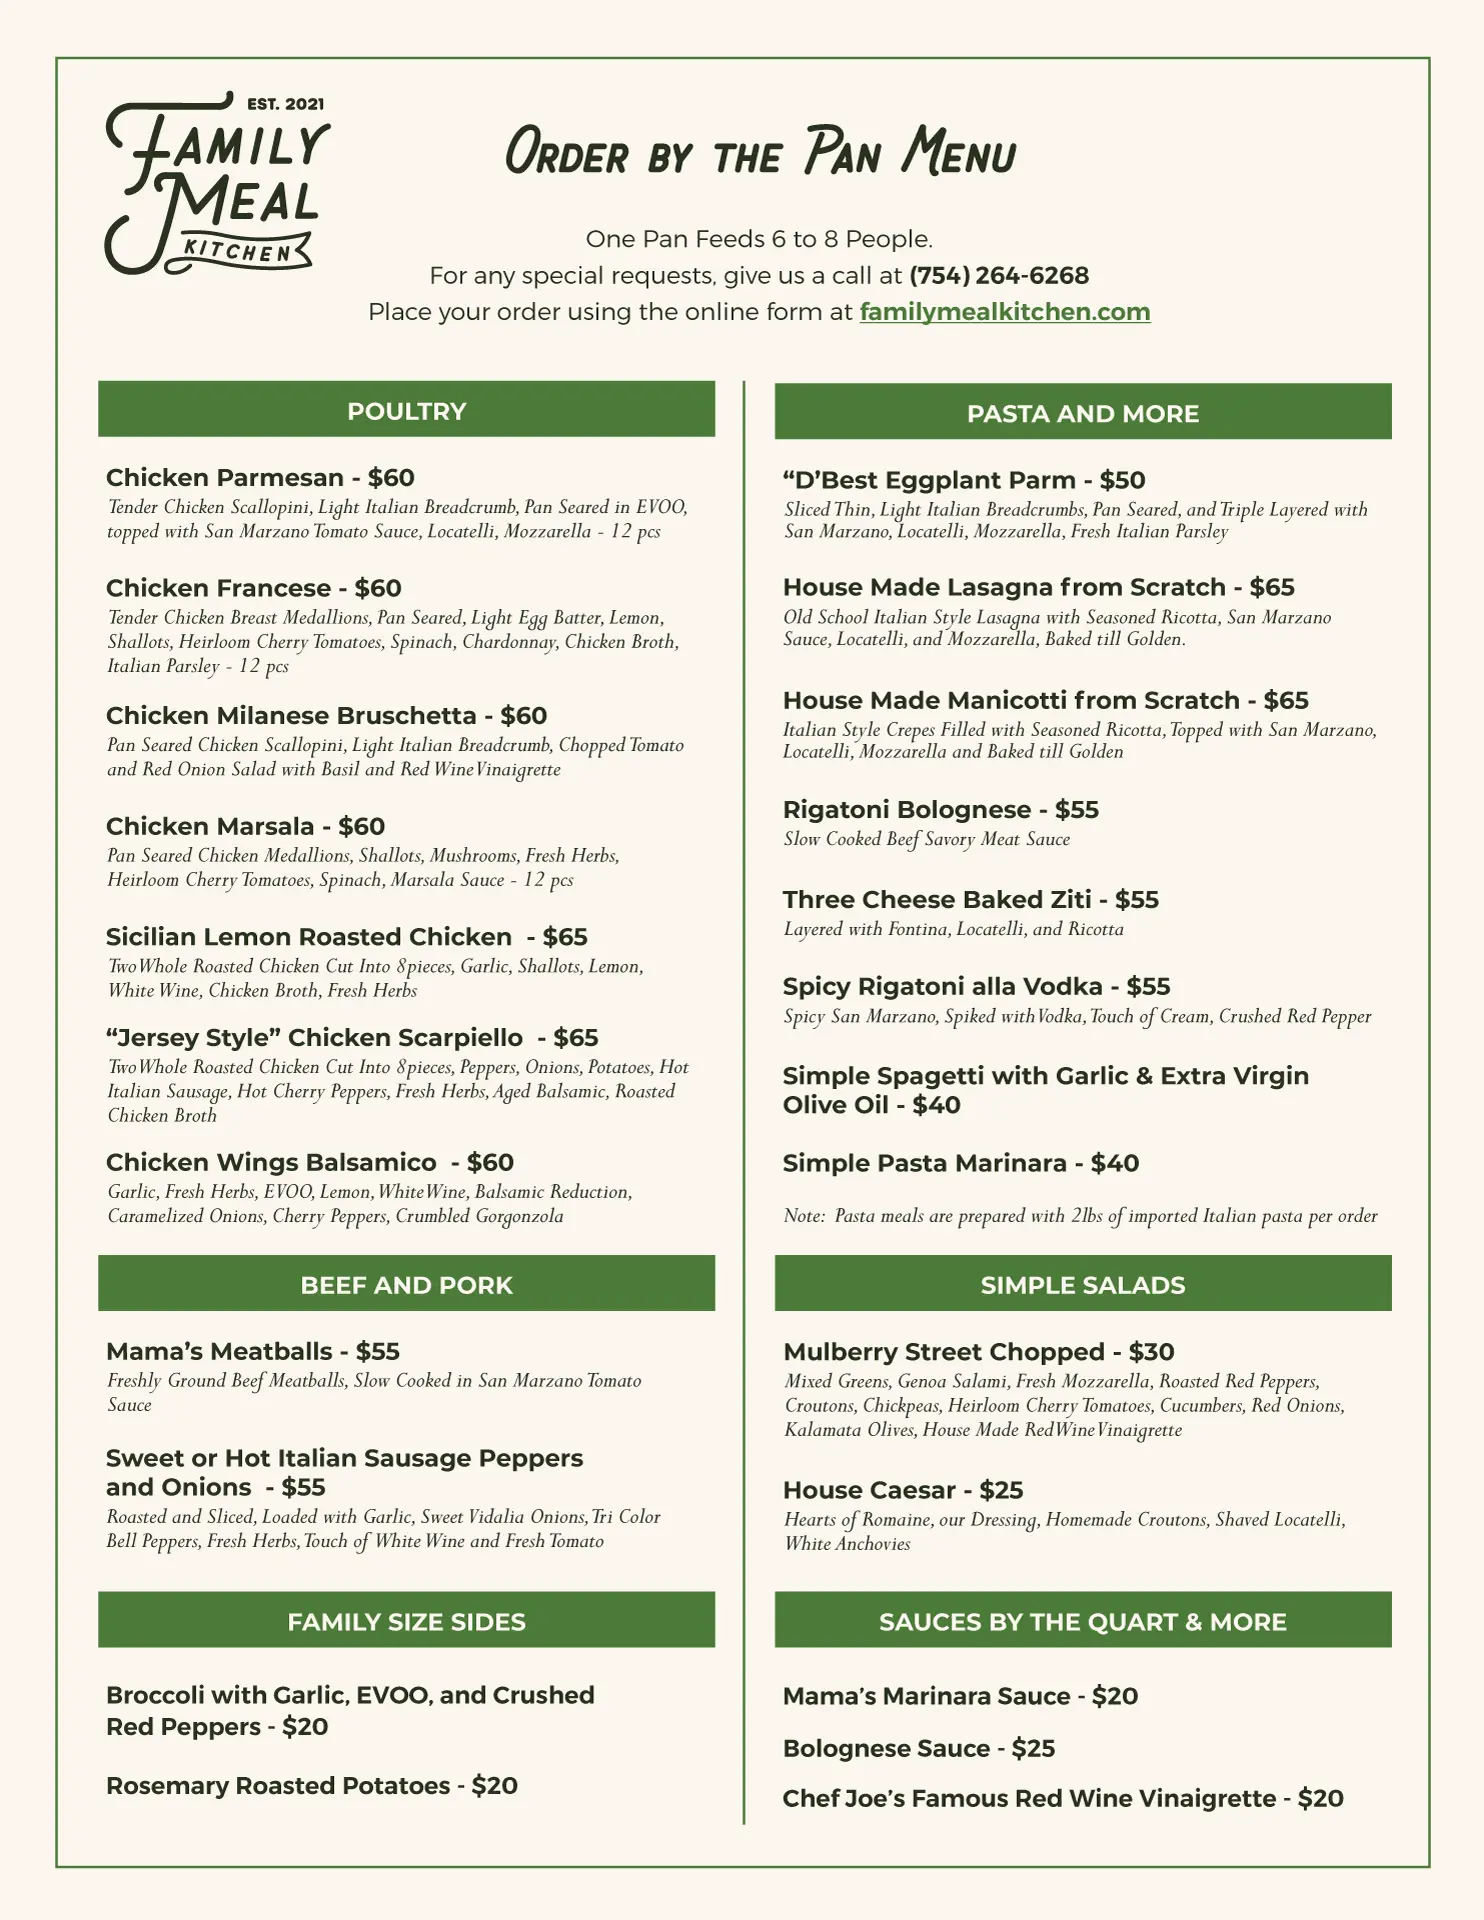 EST. 2021
FAMILY
MEAL
KITCHEN
ORDER BY THE PAN MENU
One Pan Feeds 6 to 8 People.
For any special requests, give us a call at (754) 264-6268
Place your order using the online form at familymealkitchen.com
POULTRY
Chicken Parmesan - $60
Tender Chicken Scallopini, Light Italian Breadcrumb, Pan Seared in EVOO,
topped with San Marzano Tomato Sauce, Locatelli, Mozzarella - 12 pcs
Chicken Francese - $60
Tender Chicken Breast Medallions, Pan Seared, Light Egg Batter, Lemon,
Shallots, Heirloom Cherry Tomatoes, Spinach, Chardonnay, Chicken Broth,
Italian Parsley - 12 pcs
Chicken Milanese Bruschetta - $60
Pan Seared Chicken Scallopini, Light Italian Breadcrumb, Chopped Tomato
and Red Onion Salad with Basil and Red Wine Vinaigrette
Chicken Marsala - $60
Pan Seared Chicken Medallions, Shallots, Mushrooms, Fresh Herbs,
Heirloom Cherry Tomatoes, Spinach, Marsala Sauce - 12 pcs
Sicilian Lemon Roasted Chicken - $65
Two Whole Roasted Chicken Cut Into 8pieces, Garlic, Shallots, Lemon,
White Wine, Chicken Broth, Fresh Herbs
“Jersey Style” Chicken Scarpiello - $65
Two Whole Roasted Chicken Cut Into 8pieces, Peppers, Onions, Potatoes, Hot
Italian Sausage, Hot Cherry Peppers, Fresh Herbs, Aged Balsamic, Roasted
Chicken Broth
Chicken Wings Balsamico - $60
Garlic, Fresh Herbs, EVOO, Lemon, White Wine, Balsamic Reduction,
Caramelized Onions, Cherry Peppers, Crumbled Gorgonzola
BEEF AND PORK
Mama’s Meatballs - $55
Freshly Ground Beef Meatballs, Slow Cooked in San Marzano Tomato
Sauce
Sweet or Hot Italian Sausage Peppers
and Onions - $55
Roasted and Sliced, Loaded with Garlic, Sweet Vidalia Onions, Tri Color
Bell Peppers, Fresh Herbs, Touch of White Wine and Fresh Tomato
FAMILY SIZE SIDES
Broccoli with Garlic, EVOO, and Crushed
Red Peppers - $20
Rosemary Roasted Potatoes - $20
PASTA AND MORE
“D’Best Eggplant Parm - $50
Sliced Thin, Light Italian Breadcrumbs, Pan Seared, and Triple Layered with
San Marzano, Locatelli, Mozzarella, Fresh Italian Parsley
House Made Lasagna from Scratch - $65
Old School Italian Style Lasagna with Seasoned Ricotta, San Marzano
Sauce, Locatelli, and Mozzarella, Baked till Golden.
House Made Manicotti from Scratch - $65
Italian Style Crepes Filled with Seasoned Ricotta, Topped with San Marzano,
Locatelli, Mozzarella and Baked till Golden
Rigatoni Bolognese - $55
Slow Cooked Beef Savory Meat Sauce
Three Cheese Baked Ziti - $55
Layered with Fontina, Locatelli, and Ricotta
Spicy Rigatoni alla Vodka - $55
Spicy San Marzano, Spiked with Vodka, Touch of Cream, Crushed Red Pepper
Simple Spagetti with Garlic & Extra Virgin
Olive Oil - $40
Simple Pasta Marinara - $40
Note: Pasta meals are prepared with 2lbs of imported Italian pasta per order
SIMPLE SALADS
Mulberry Street Chopped - $30
Mixed Greens, Genoa Salami, Fresh Mozzarella, Roasted Red Peppers,
Croutons, Chickpeas, Heirloom Cherry Tomatoes, Cucumbers, Red Onions,
Kalamata Olives, House Made Red Wine Vinaigrette
House Caesar - $25
Hearts of Romaine, our Dressing, Homemade Croutons, Shaved Locatelli,
White Anchovies
SAUCES BY THE QUART & MORE
Mama’s Marinara Sauce - $20
Bolognese Sauce - $25
Chef Joe’s Famous Red Wine Vinaigrette - $20